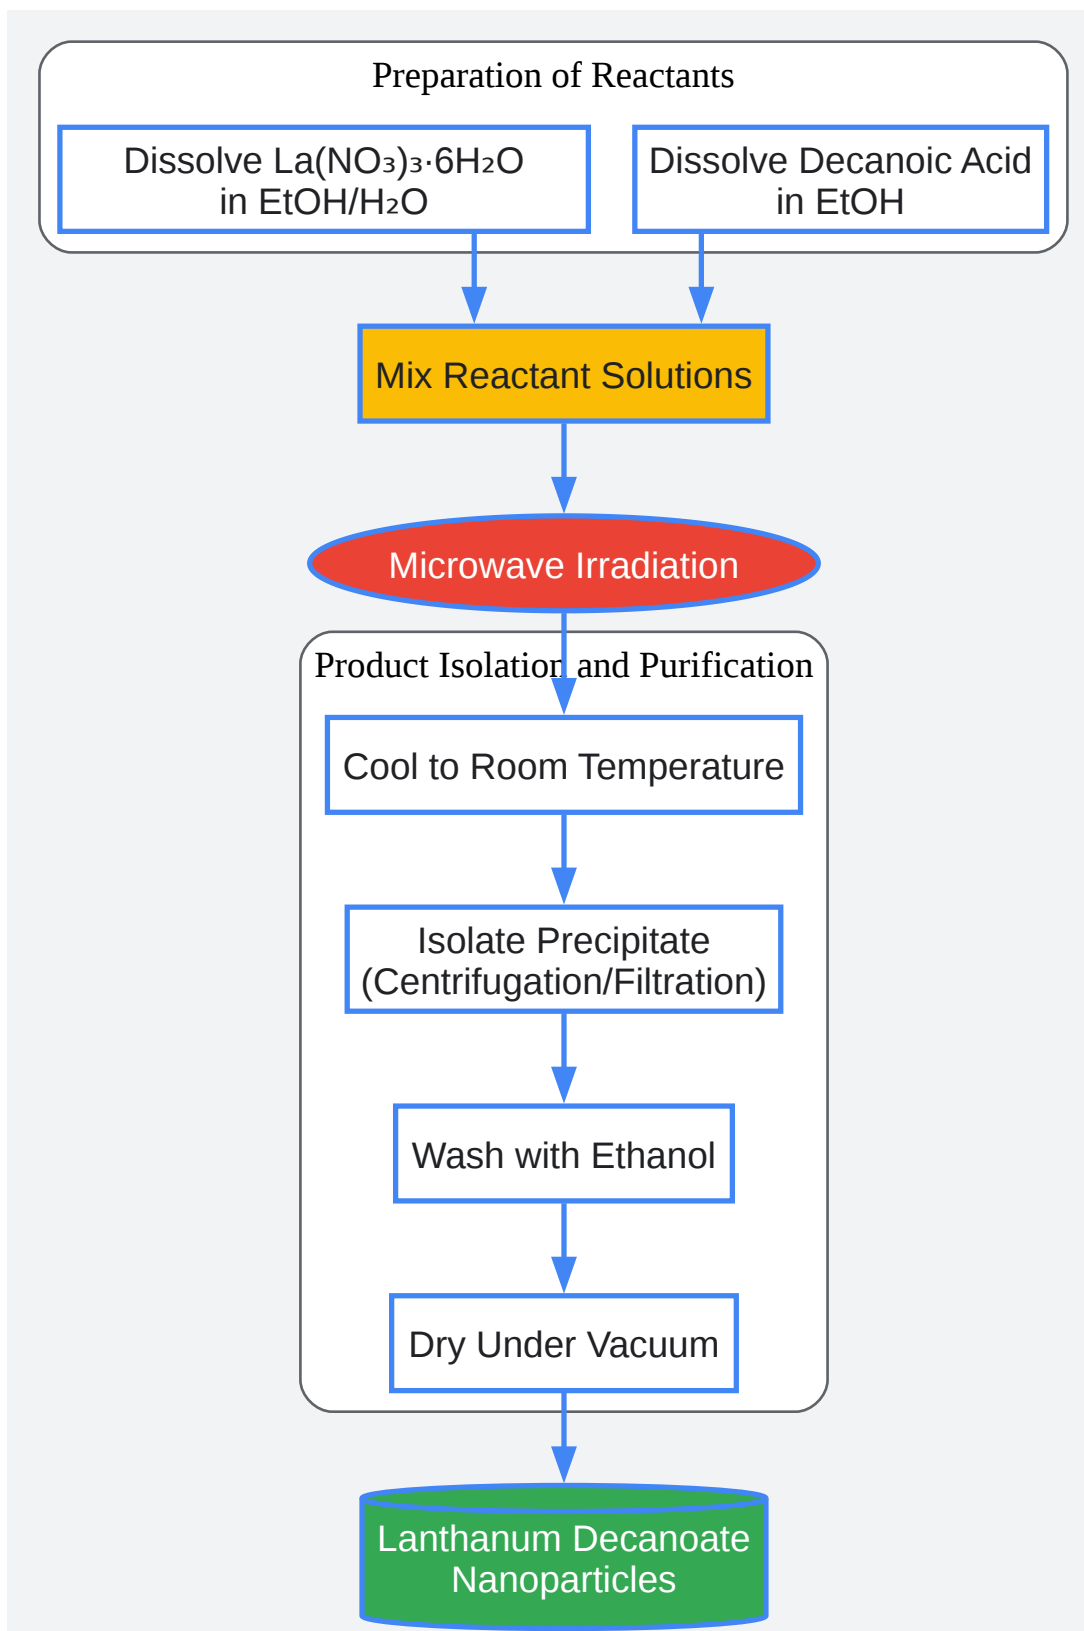 Preparation of Reactants
Dissolve La(NO₃)₃·6H₂O
in EtOH/H₂O
Dissolve Decanoic Acid
in EtOH
Mix Reactant Solutions
Microwave Irradiation
Product Isolation and Purification
Cool to Room Temperature
Isolate Precipitate
(Centrifugation/Filtration)
Wash with Ethanol
Dry Under Vacuum
Lanthanum Decanoate
Nanoparticles